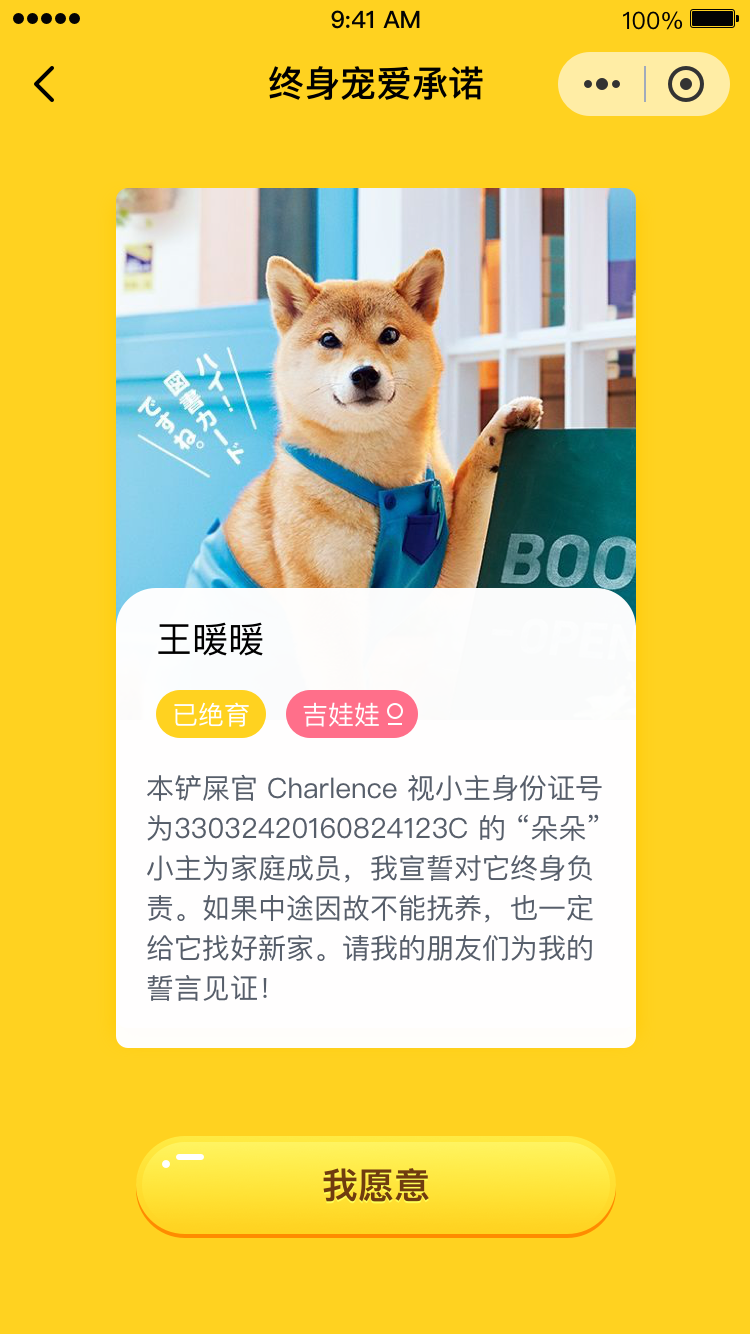 9:41 AM
100%
终身宠爱承诺
ハイ!
図書カード
ですね。
BOO
OPEN
王暖暖
已绝育
吉娃娃
本铲屎官 Charlence 视小主身份证号
为33032420160824123C 的 “朵朵”
小主为家庭成员，我宣誓对它终身负
责。如果中途因故不能抚养，也一定
给它找好新家。请我的朋友们为我的
誓言见证！
我愿意